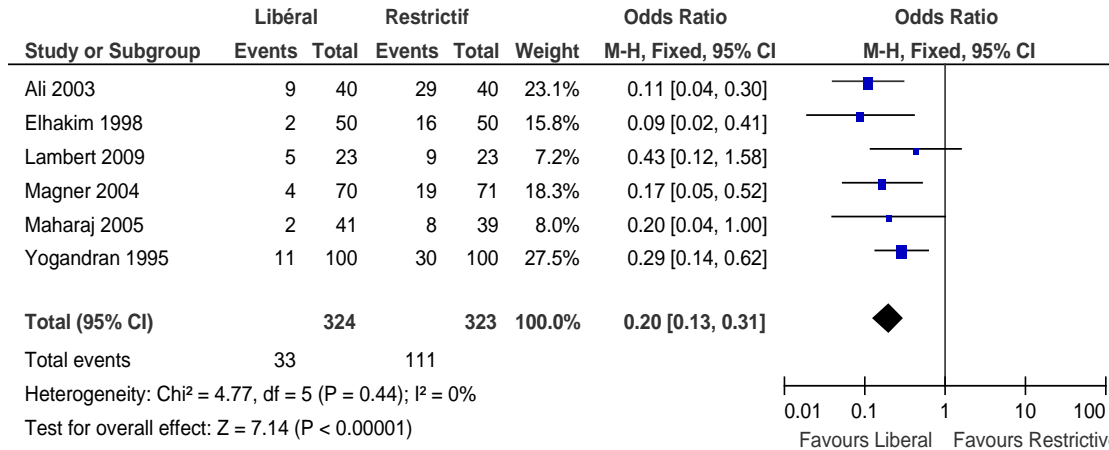 Libéral Restrictif Odds Ratio Odds Ratio
Study or Subgroup Events Total Events Total Weight M-H, Fixed, 95% CI M-H, Fixed, 95% CI
Ali 2003 9 40 29 40 23.1% 0.11 [0.04, 0.30]
Elhakim 1998 2 50 16 50 15.8% 0.09 [0.02, 0.41]
Lambert 2009 5 23 9 23 7.2% 0.43 [0.12, 1.58]
Magner 2004 4 70 19 71 18.3% 0.17 [0.05, 0.52]
Maharaj 2005 2 41 8 39 8.0% 0.20 [0.04, 1.00]
Yogandran 1995 11 100 30 100 27.5% 0.29 [0.14, 0.62]
Total (95% CI) 324 323 100.0% 0.20 [0.13, 0.31]
Total events 33 111
Heterogeneity: Chi² = 4.77, df = 5 (P = 0.44); I² = 0%
Test for overall effect: Z = 7.14 (P < 0.00001)
0.01 0.1 1 10 100
Favours Liberal Favours Restrictive